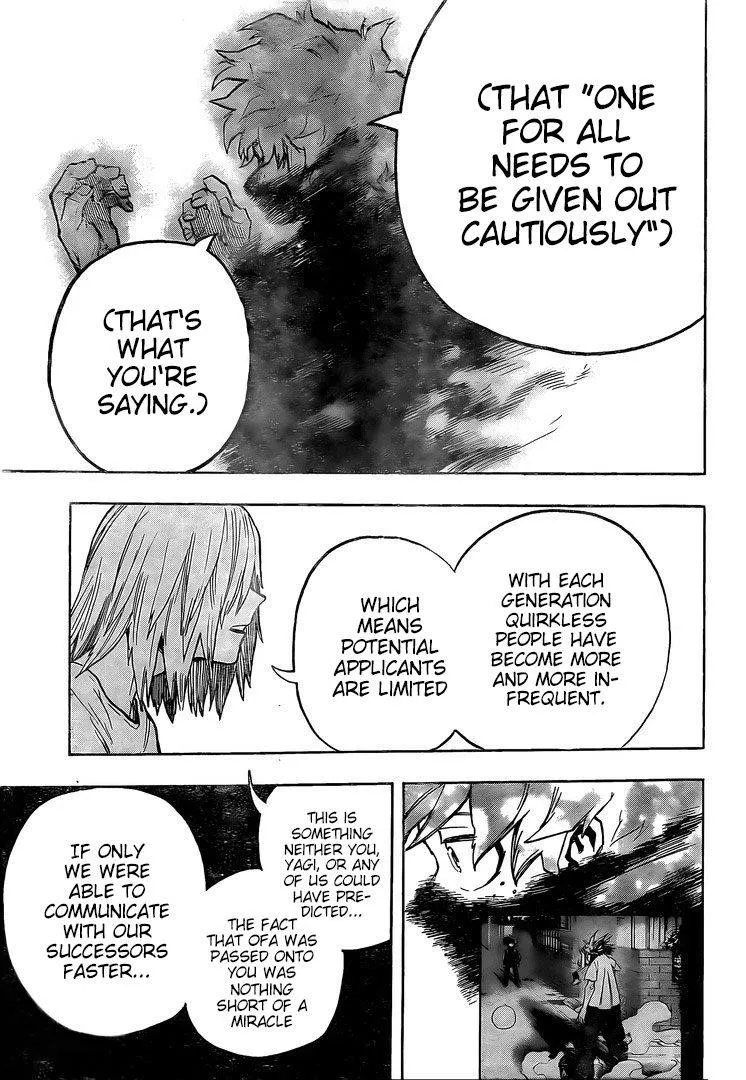 (THAT "ONE
FOR ALL
NEEDS TO
BE GIVEN OUT
CAUTIOUSLY")
(THAT'S
WHAT
YOU'RE
SAYING.)
WITH EACH
GENERATION
QUIRKLESS
PEOPLE HAVE
BECOME MORE
AND MORE IN-
FREQUENT.
WHICH
MEANS
POTENTIAL
APPLICANTS
ARE LIMITED
THIS IS
SOMETHING
NEITHER YOU,
YAGI, OR ANY
OF US COULD
HAVE PRE-
DICTED...
THE FACT
THAT OFA WAS
PASSED ONTO
YOU WAS
NOTHING
SHORT OF A
MIRACLE
IF ONLY
WE WERE
ABLE TO
COMMUNICATE
WITH OUR
SUCCESSORS
FASTER...